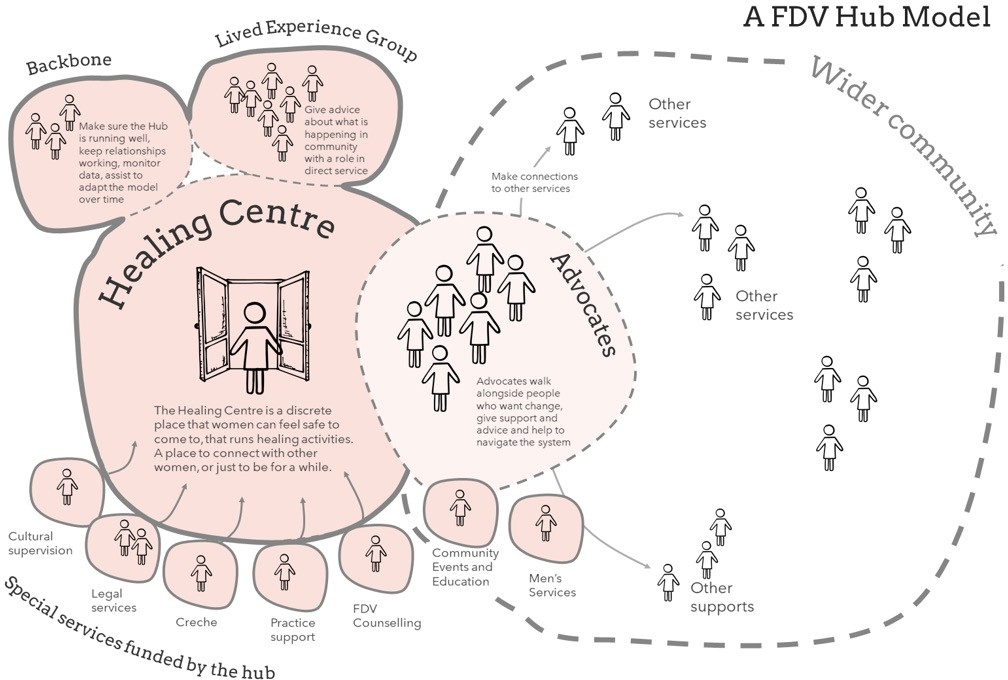 A FDV Hub Model
Backbone
Make sure the Hub
is running well,
keep relationships
working, monitor
data, assist to
adapt the model
over time
Lived Experience Group
Give advice
about what is
happening in
community
with a role in
direct service
Wider community
Other
services
Make connections
to other services
Healing Centre
The Healing Centre is a discrete
place that women can feel safe to
come to, that runs healing activities.
A place to connect with other
women, or just to be for a while.
Advocates
Advocates walk
alongside people
who want change,
give support and
advice and help to
navigate the system
Other
services
Cultural
supervision
Legal
services
Creche
Practice
support
FDV
Counselling
Community
Events and
Education
Men's
Services
Other
supports
Special services funded by the hub